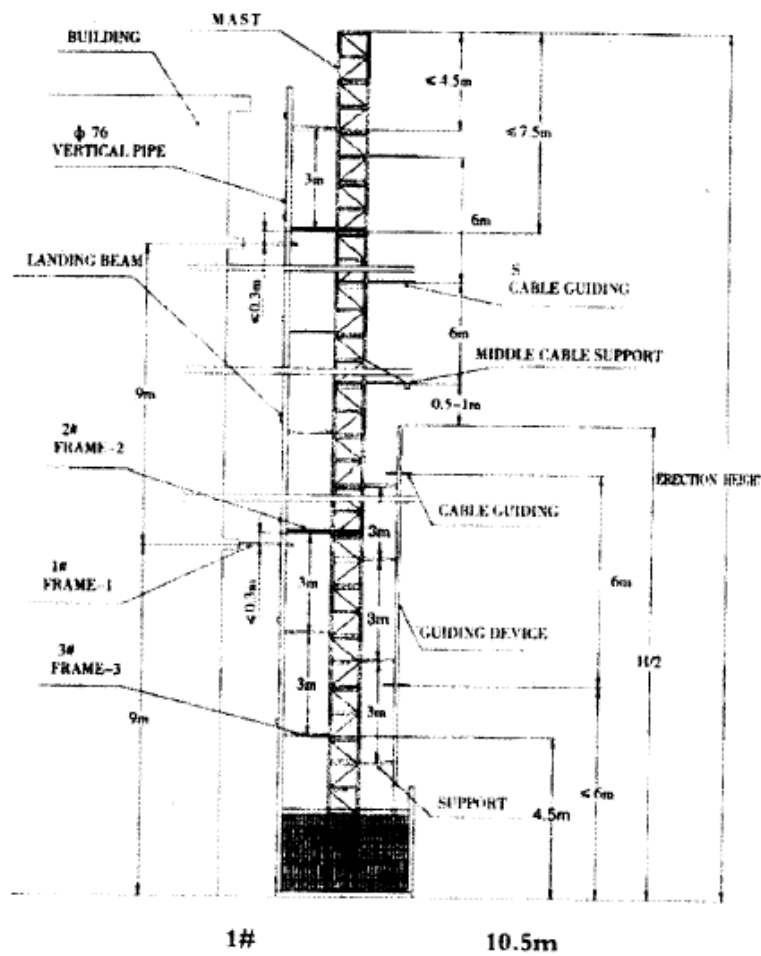 MAST
BUILDING
≤4.5m
ϕ 76
VERTICAL PIPE
≤7.5m
3m
6m
LANDING BEAM
≤0.3m
S
CABLE GUIDING
6m
MIDDLE CABLE SUPPORT
9m
0.5-1m
2#
FRAME-2
ERECTION HEIGHT
CABLE GUIDING
3m
1#
FRAME-1
≤0.3m
3m
3m
6m
GUIDING DEVICE
H/2
3#
FRAME-3
3m
3m
9m
≤6m
SUPPORT
4.5m
1#
10.5m